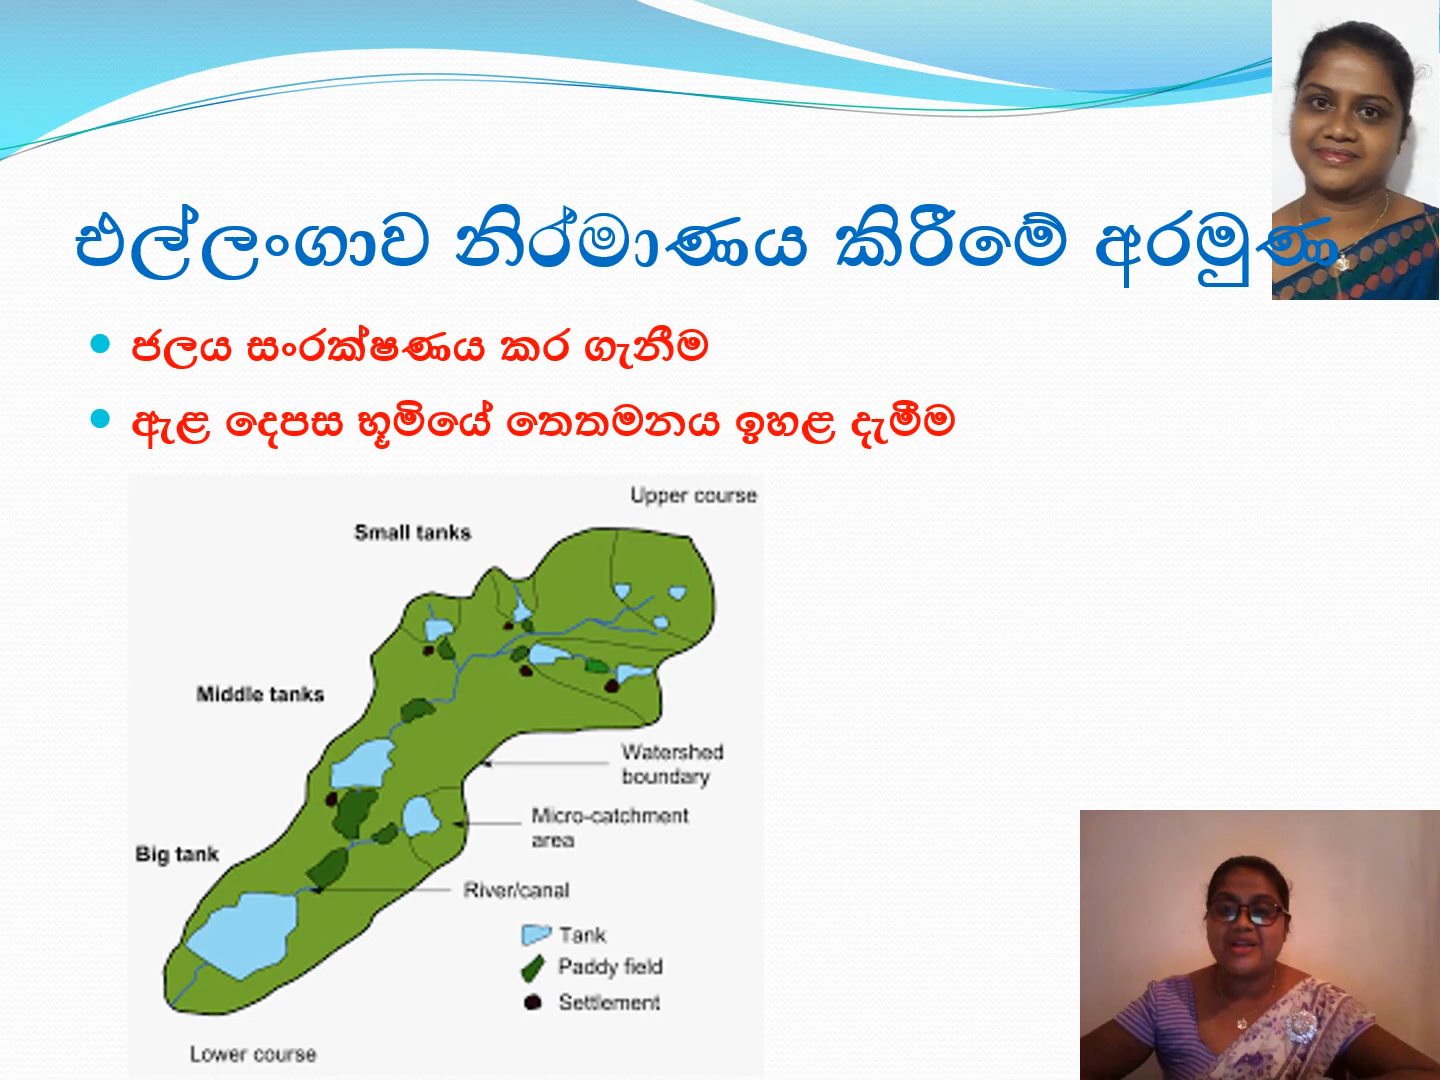 එල්ලංගාව නිර්මාණය කිරීමේ අරමුණ
ජලය සංරක්ෂණය කර ගැනීම
ඇළ දෙපස භූමියේ තෙතමනය ඉහළ දැමීම
Upper course
Small tanks
Middle tanks
Watershed
boundary
Micro-catchment
area
Big tank
River/canal
Tank
Paddy field
Settlement
Lower course